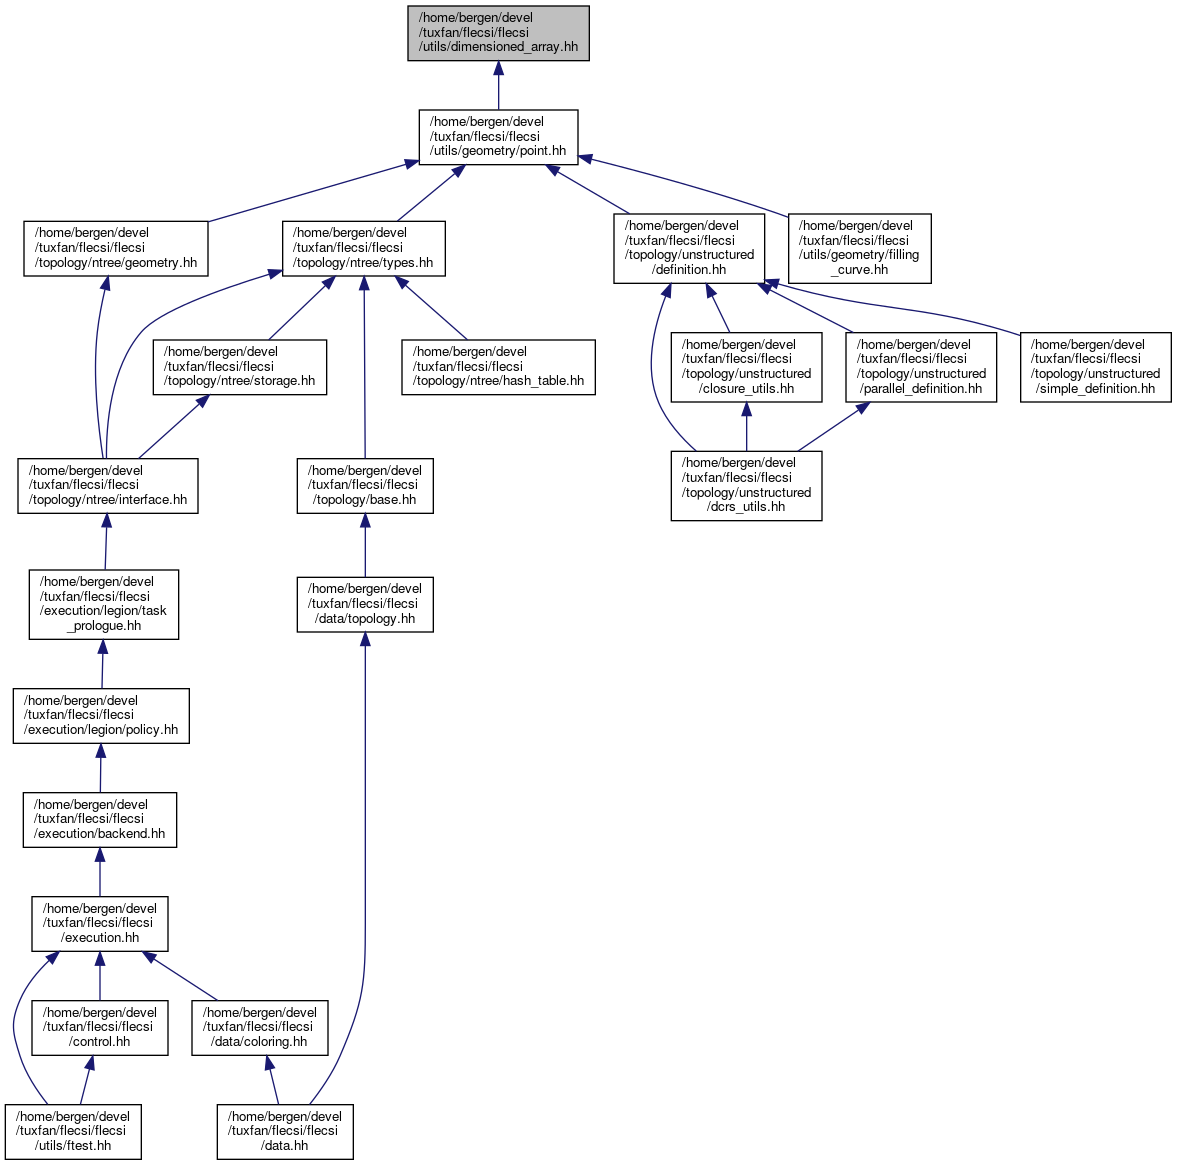 /home/bergen/devel
/tuxfan/flecsi/flecsi
/utils/dimensioned_array.hh
/home/bergen/devel
/tuxfan/flecsi/flecsi
/utils/geometry/point.hh
/home/bergen/devel
/tuxfan/flecsi/flecsi
/topology/ntree/geometry.hh
/home/bergen/devel
/tuxfan/flecsi/flecsi
/topology/ntree/types.hh
/home/bergen/devel
/tuxfan/flecsi/flecsi
/topology/unstructured
/definition.hh
/home/bergen/devel
/tuxfan/flecsi/flecsi
/utils/geometry/filling
_curve.hh
/home/bergen/devel
/tuxfan/flecsi/flecsi
/topology/ntree/storage.hh
/home/bergen/devel
/tuxfan/flecsi/flecsi
/topology/ntree/hash_table.hh
/home/bergen/devel
/tuxfan/flecsi/flecsi
/topology/unstructured
/closure_utils.hh
/home/bergen/devel
/tuxfan/flecsi/flecsi
/topology/unstructured
/parallel_definition.hh
/home/bergen/devel
/tuxfan/flecsi/flecsi
/topology/unstructured
/simple_definition.hh
/home/bergen/devel
/tuxfan/flecsi/flecsi
/topology/ntree/interface.hh
/home/bergen/devel
/tuxfan/flecsi/flecsi
/topology/base.hh
/home/bergen/devel
/tuxfan/flecsi/flecsi
/topology/unstructured
/dcrs_utils.hh
/home/bergen/devel
/tuxfan/flecsi/flecsi
/execution/legion/task
_prologue.hh
/home/bergen/devel
/tuxfan/flecsi/flecsi
/data/topology.hh
/home/bergen/devel
/tuxfan/flecsi/flecsi
/execution/legion/policy.hh
/home/bergen/devel
/tuxfan/flecsi/flecsi
/execution/backend.hh
/home/bergen/devel
/tuxfan/flecsi/flecsi
/execution.hh
/home/bergen/devel
/tuxfan/flecsi/flecsi
/control.hh
/home/bergen/devel
/tuxfan/flecsi/flecsi
/data/coloring.hh
/home/bergen/devel
/tuxfan/flecsi/flecsi
/utils/ftest.hh
/home/bergen/devel
/tuxfan/flecsi/flecsi
/data.hh